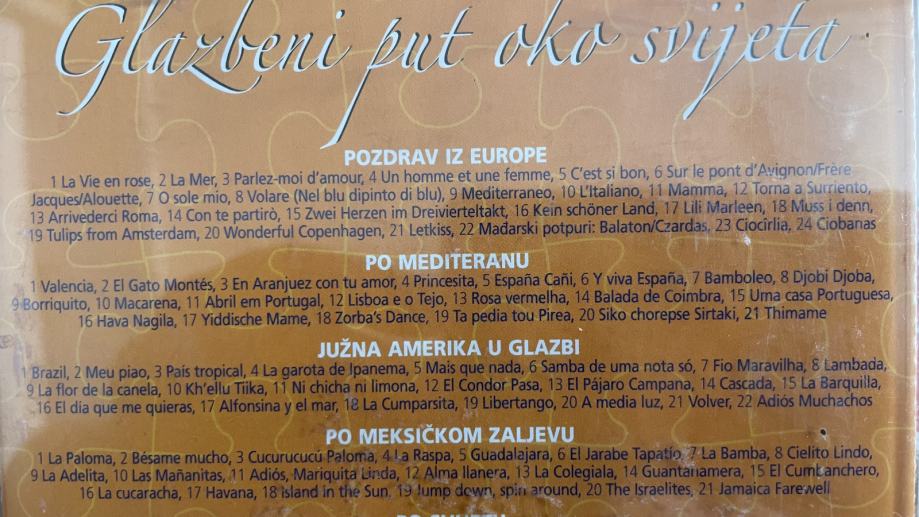 Glazbeni put oko svijeta
POZDRAV IZ EUROPE
1 La Vie en rose, 2 La Mer, 3 Parlez-moi d'amour, 4 Un homme et une femme, 5 C'est si bon, 6 Sur le pont d'Avignon/Frère
Jacques/Alouette, 7 O sole mio, 8 Volare (Nel blu dipinto di blu), 9 Mediterraneo, 10 L'Italiano, 11 Mamma, 12 Torna a Surriento,
13 Arrivederci Roma, 14 Con te partirò, 15 Zwei Herzen im Dreivierteltakt, 16 Kein schöner Land, 17 Lili Marleen, 18 Muss i denn,
19 Tulips from Amsterdam, 20 Wonderful Copenhagen, 21 Letkiss, 22 Mađarski potpuri: Balaton/Czardas, 23 Ciocîrlia, 24 Ciobanas
PO MEDITERANU
1 Valencia, 2 El Gato Montés, 3 En Aranjuez con tu amor, 4 Princesita, 5 España Cañi, 6 Y viva España, 7 Bamboleo, 8 Djobi Djoba,
9 Borriquito, 10 Macarena, 11 Abril em Portugal, 12 Lisboa e o Tejo, 13 Rosa vermelha, 14 Balada de Coimbra, 15 Uma casa Portuguesa,
16 Hava Nagila, 17 Yiddische Mame, 18 Zorba's Dance, 19 Ta pedia tou Pirea, 20 Siko chorepse Sirtaki, 21 Thimame
JUŽNA AMERIKA U GLAZBI
1 Brazil, 2 Meu piao, 3 País tropical, 4 La garota de Ipanema, 5 Mais que nada, 6 Samba de uma nota só, 7 Fio Maravilha, 8 Lambada,
9 La flor de la canela, 10 Kh'ellu Tiika, 11 Ni chicha ni limona, 12 El Condor Pasa, 13 El Pájaro Campana, 14 Cascada, 15 La Barquilla,
16 El día que me quieras, 17 Alfonsina y el mar, 18 La Cumparsita, 19 Libertango, 20 A media luz, 21 Volver, 22 Adiós Muchachos
PO MEKSIČKOM ZALJEVU
1 La Paloma, 2 Bésame mucho, 3 Cucurucucú Paloma, 4 La Raspa, 5 Guadalajara, 6 El Jarabe Tapatío, 7 La Bamba, 8 Cielito Lindo,
9 La Adelita, 10 Las Mañanitas, 11 Adiós, Mariquita Linda, 12 Alma llanera, 13 La Colegiala, 14 Guantanamera, 15 El Cumbanchero,
16 La cucaracha, 17 Havana, 18 Island in the Sun, 19 Jump down, spin around, 20 The Israelites, 21 Jamaica Farewell